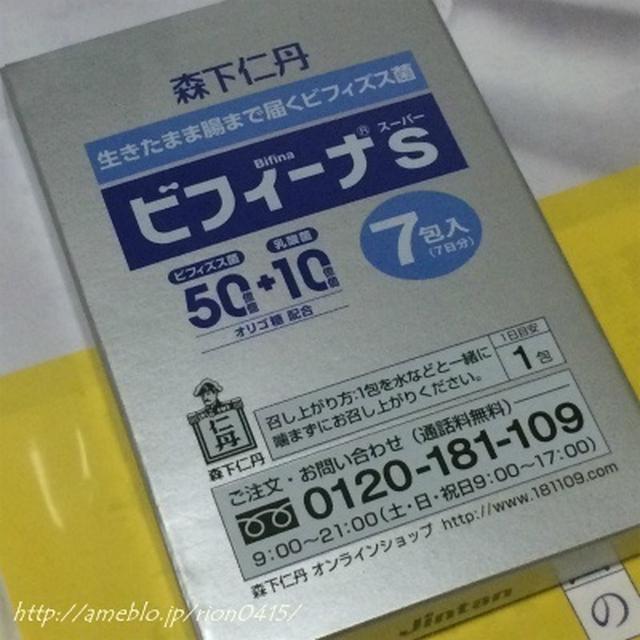 森下仁丹
生きたまま腸まで届くビフィズス菌
Bifina スーパー
ビフィーナ® S
ビフィズス菌 乳酸菌
50億個+10億個
オリゴ糖 配合
7包入
(7日分)
召し上がり方:1包を水などと一緒に
噛まずにお召し上がりください。
1日目安
1包
仁丹
森下仁丹
ご注文・お問い合わせ (通話料無料)
0120-181-109
9:00~21:00(土・日・祝日9:00~17:00)
森下仁丹 オンラインショップ http://www.181109.com
Jintan
の
http://ameblo.jp/rion0415/